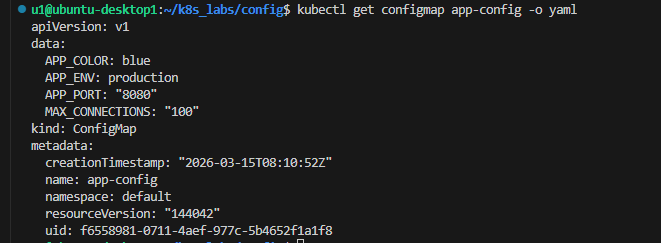 u1@ubuntu-desktop1:~/k8s_labs/config$ kubectl get configmap app-config -o yaml
apiVersion: v1
data:
  APP_COLOR: blue
  APP_ENV: production
  APP_PORT: "8080"
  MAX_CONNECTIONS: "100"
kind: ConfigMap
metadata:
  creationTimestamp: "2026-03-15T08:10:52Z"
  name: app-config
  namespace: default
  resourceVersion: "144042"
  uid: f6558981-0711-4aef-977c-5b4652f1a1f8